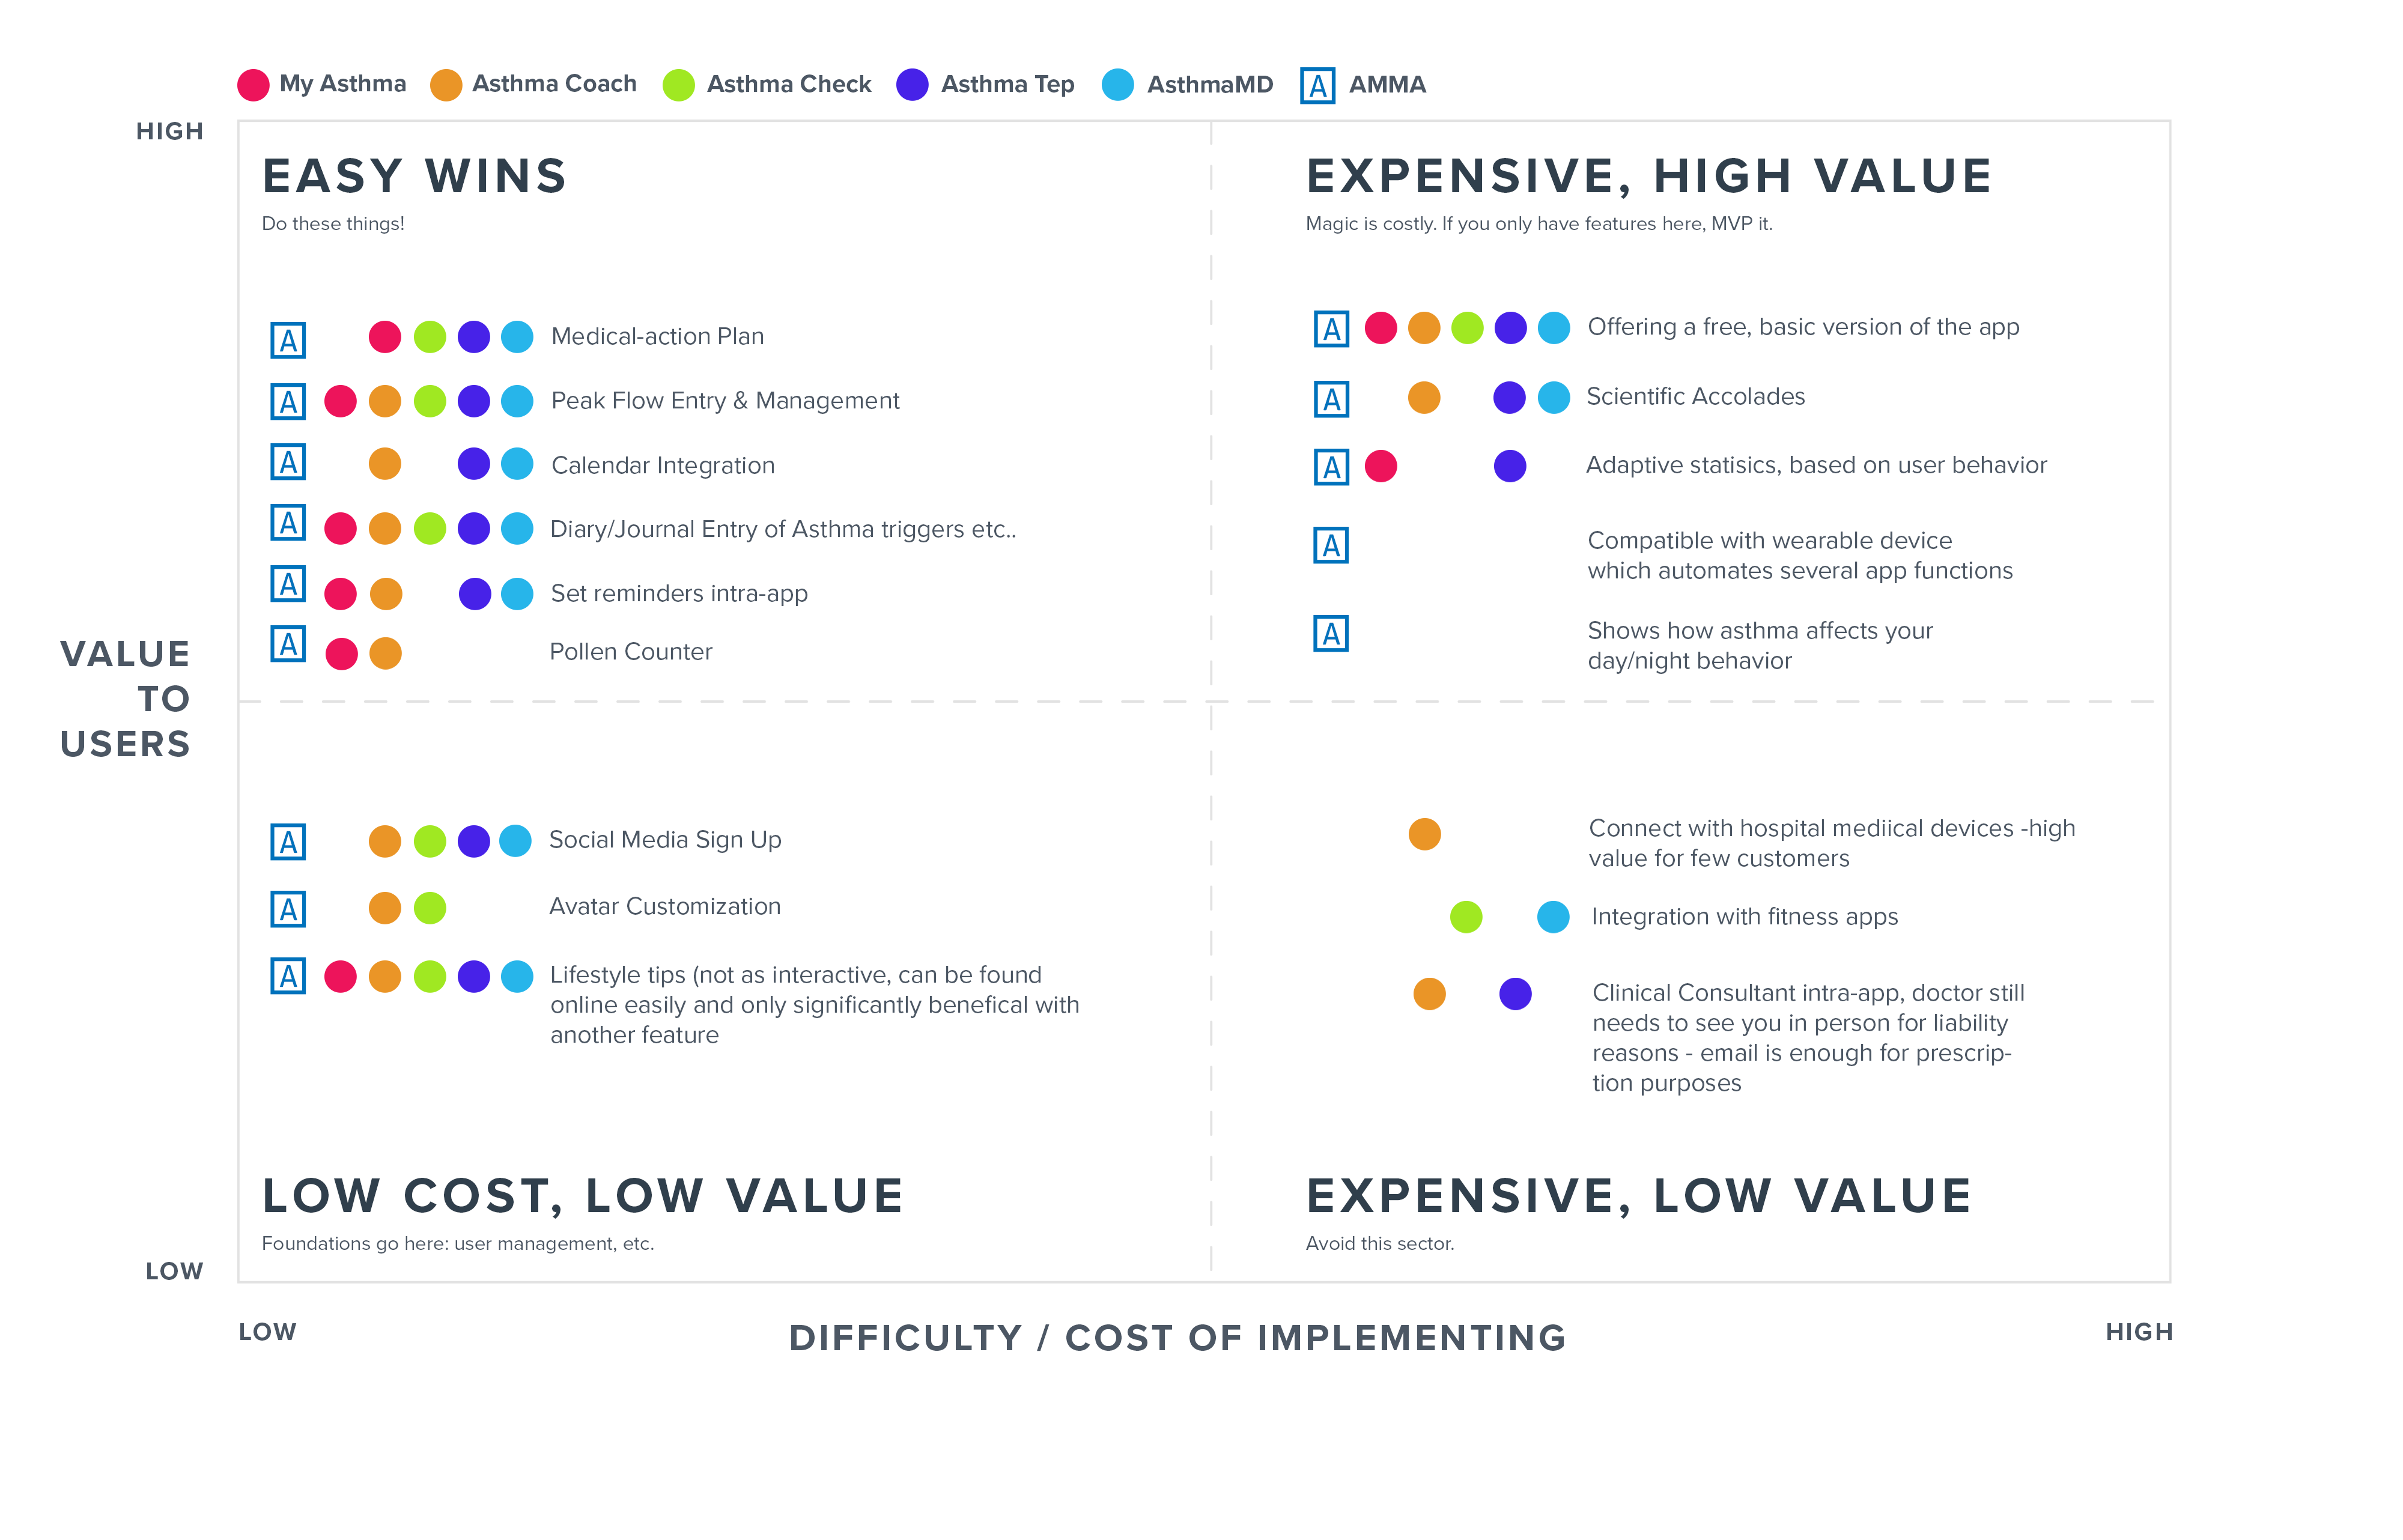 My Asthma Asthma Coach Asthma Check Asthma Tep AsthmaMD A AMMA
HIGH
EASY WINS
Do these things!
A Medical-action Plan
A Peak Flow Entry & Management
A Calendar Integration
A Diary/Journal Entry of Asthma triggers etc..
A Set reminders intra-app
A Pollen Counter
EXPENSIVE, HIGH VALUE
Magic is costly. If you only have features here, MVP it.
A Offering a free, basic version of the app
A Scientific Accolades
A Adaptive statisics, based on user behavior
A Compatible with wearable device
which automates several app functions
A Shows how asthma affects your
day/night behavior
VALUE
TO
USERS
A Social Media Sign Up
A Avatar Customization
A Lifestyle tips (not as interactive, can be found
online easily and only significantly benefical with
another feature
LOW COST, LOW VALUE
Foundations go here: user management, etc.
Connect with hospital mediical devices -high
value for few customers
Integration with fitness apps
Clinical Consultant intra-app, doctor still
needs to see you in person for liability
reasons - email is enough for prescrip-
tion purposes
EXPENSIVE, LOW VALUE
Avoid this sector.
LOW
LOW
DIFFICULTY / COST OF IMPLEMENTING
HIGH